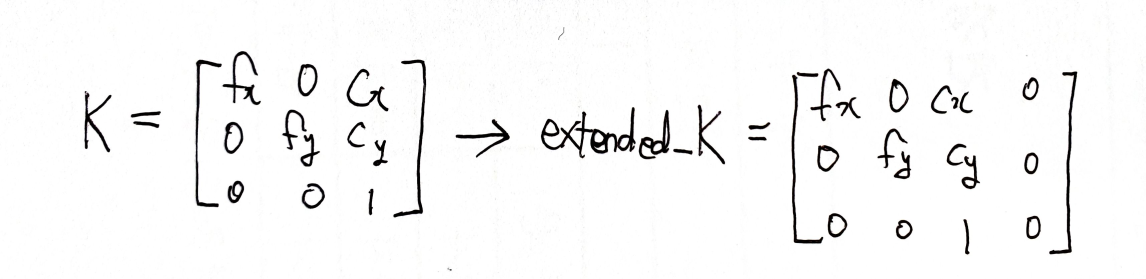 K = [fx 0 cx → extended_K = [fx 0 cx 0
0 fy cy 0 fy cy 0
0 0 1] 0 0 1 0]